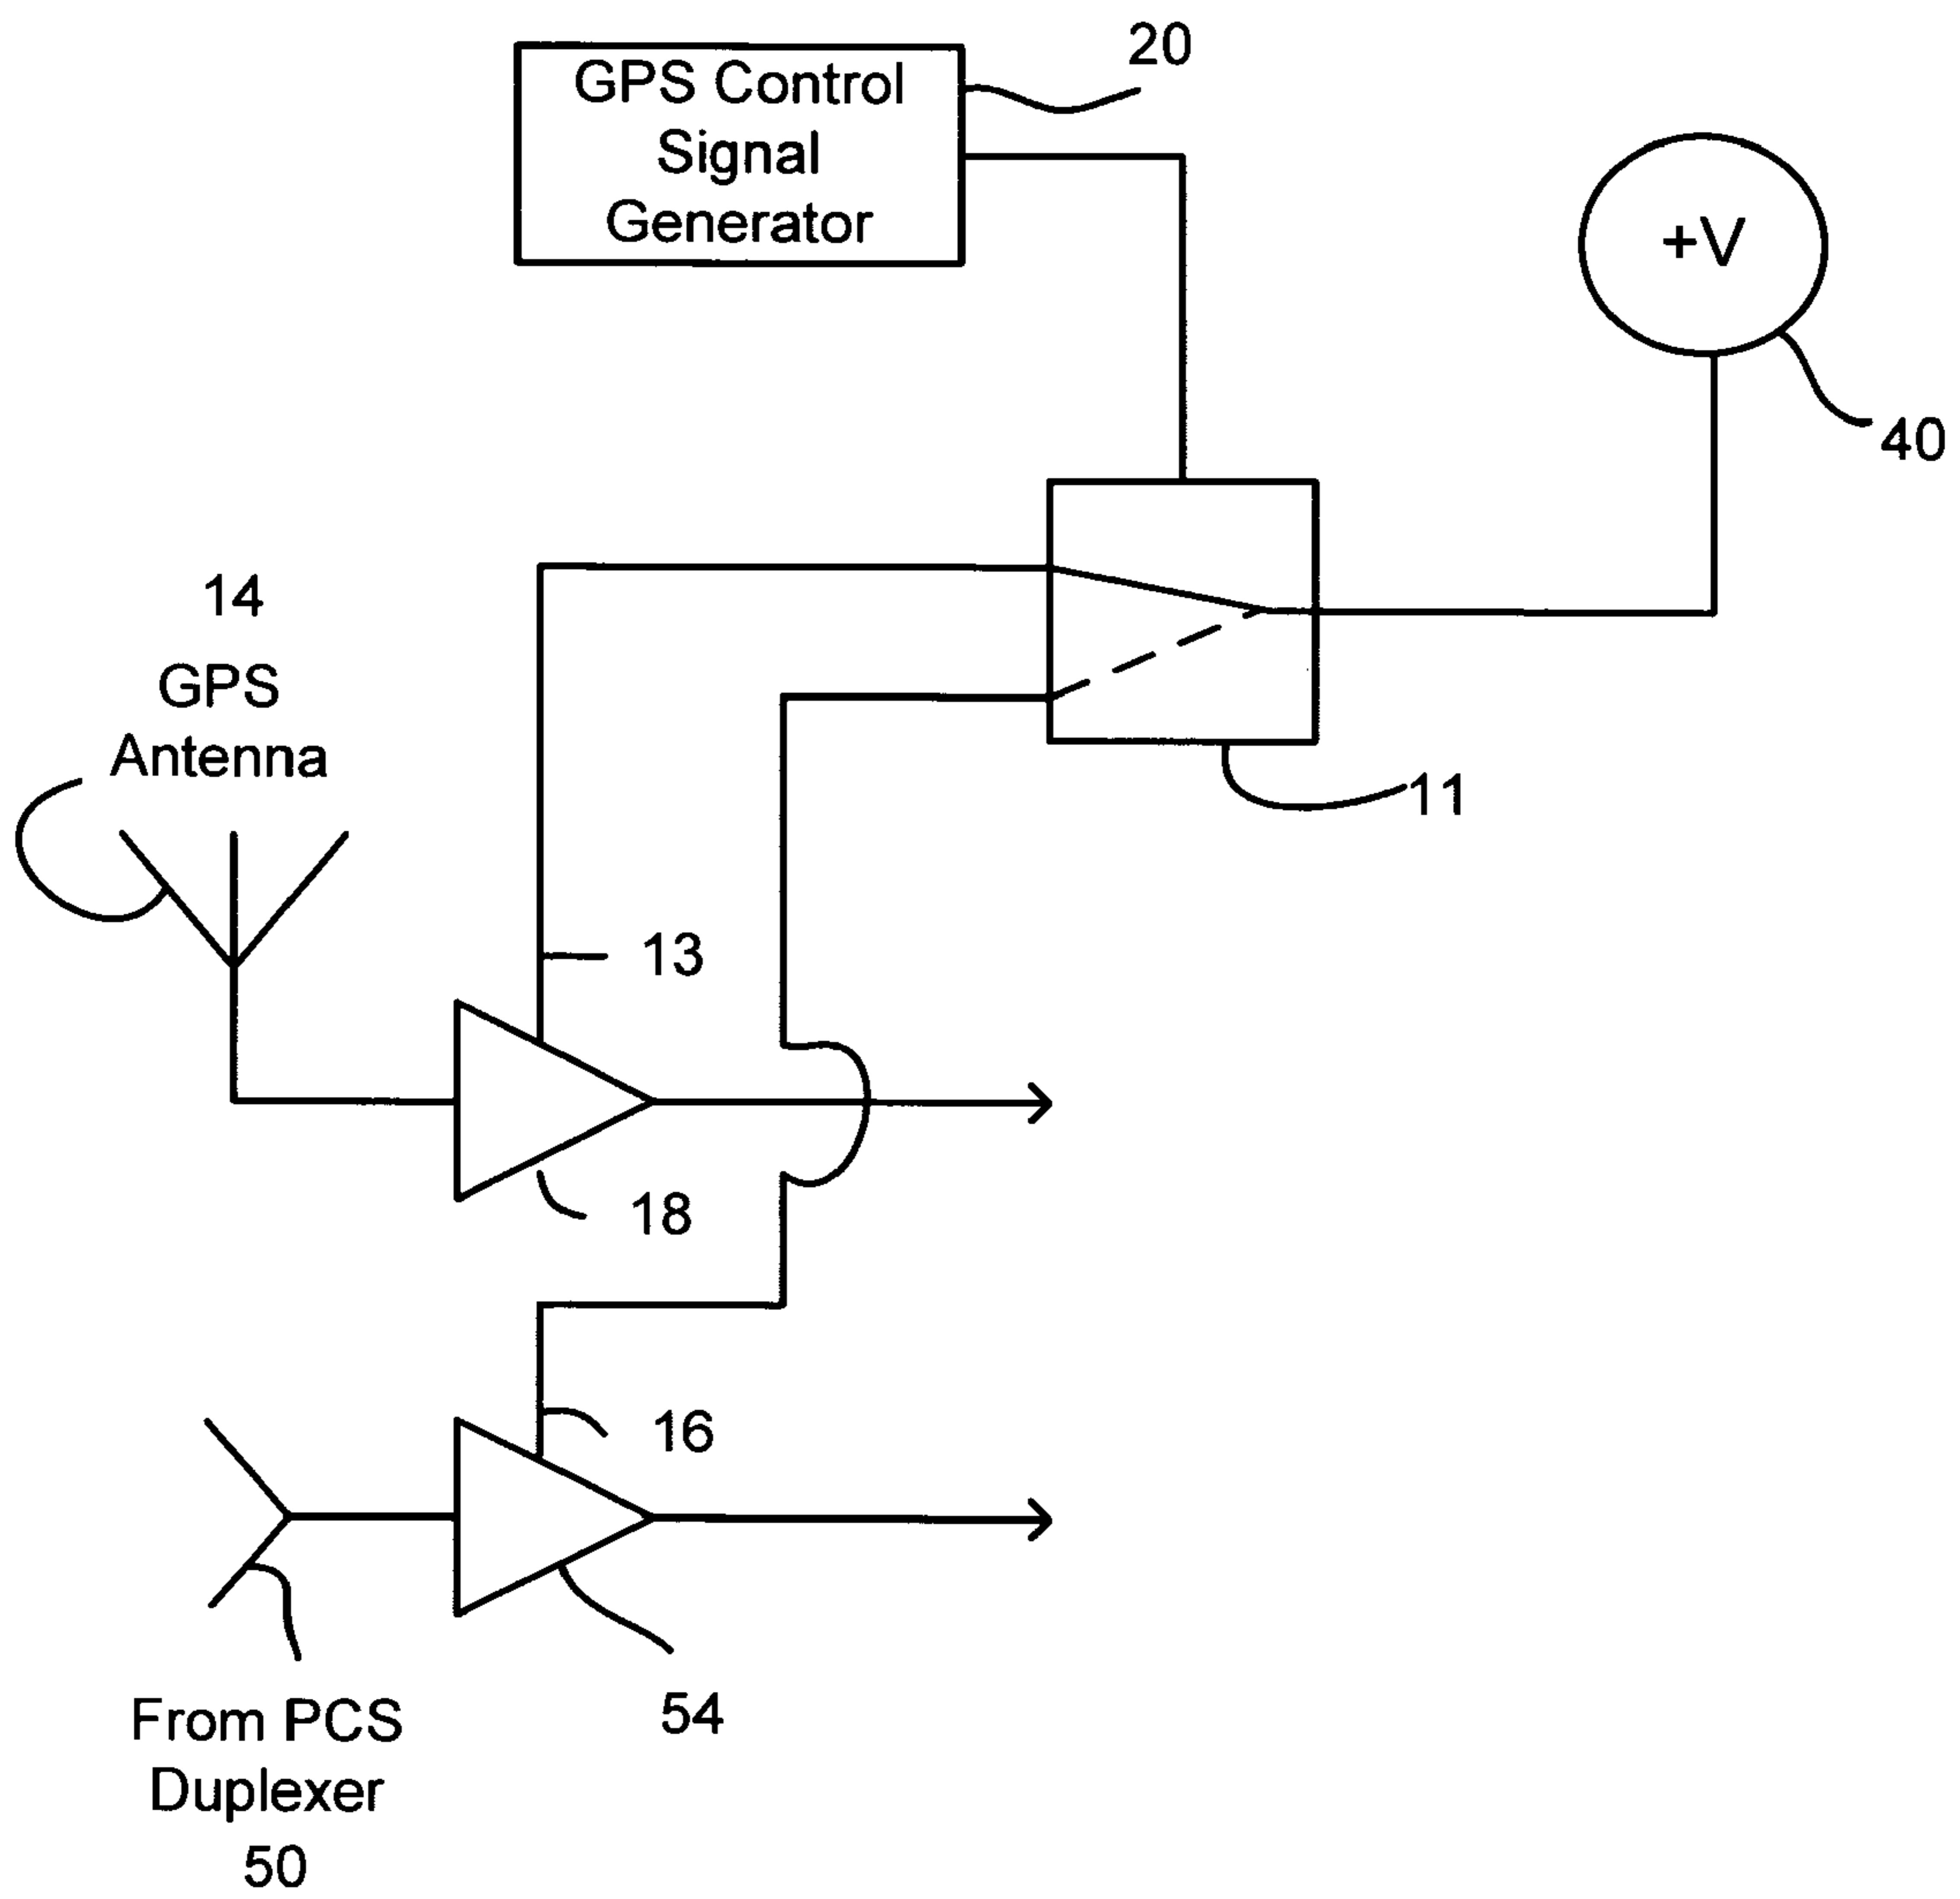 20
GPS Control
Signal
Generator
+V
40
14
GPS
Antenna
11
13
18
16
54
From PCS
Duplexer
50